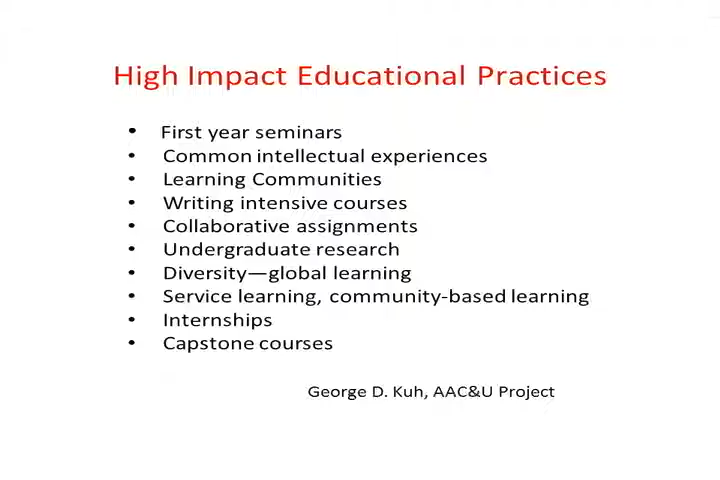 High Impact Educational Practices
• First year seminars
• Common intellectual experiences
• Learning Communities
• Writing intensive courses
• Collaborative assignments
• Undergraduate research
• Diversity—global learning
• Service learning, community-based learning
• Internships
• Capstone courses
George D. Kuh, AAC&U Project